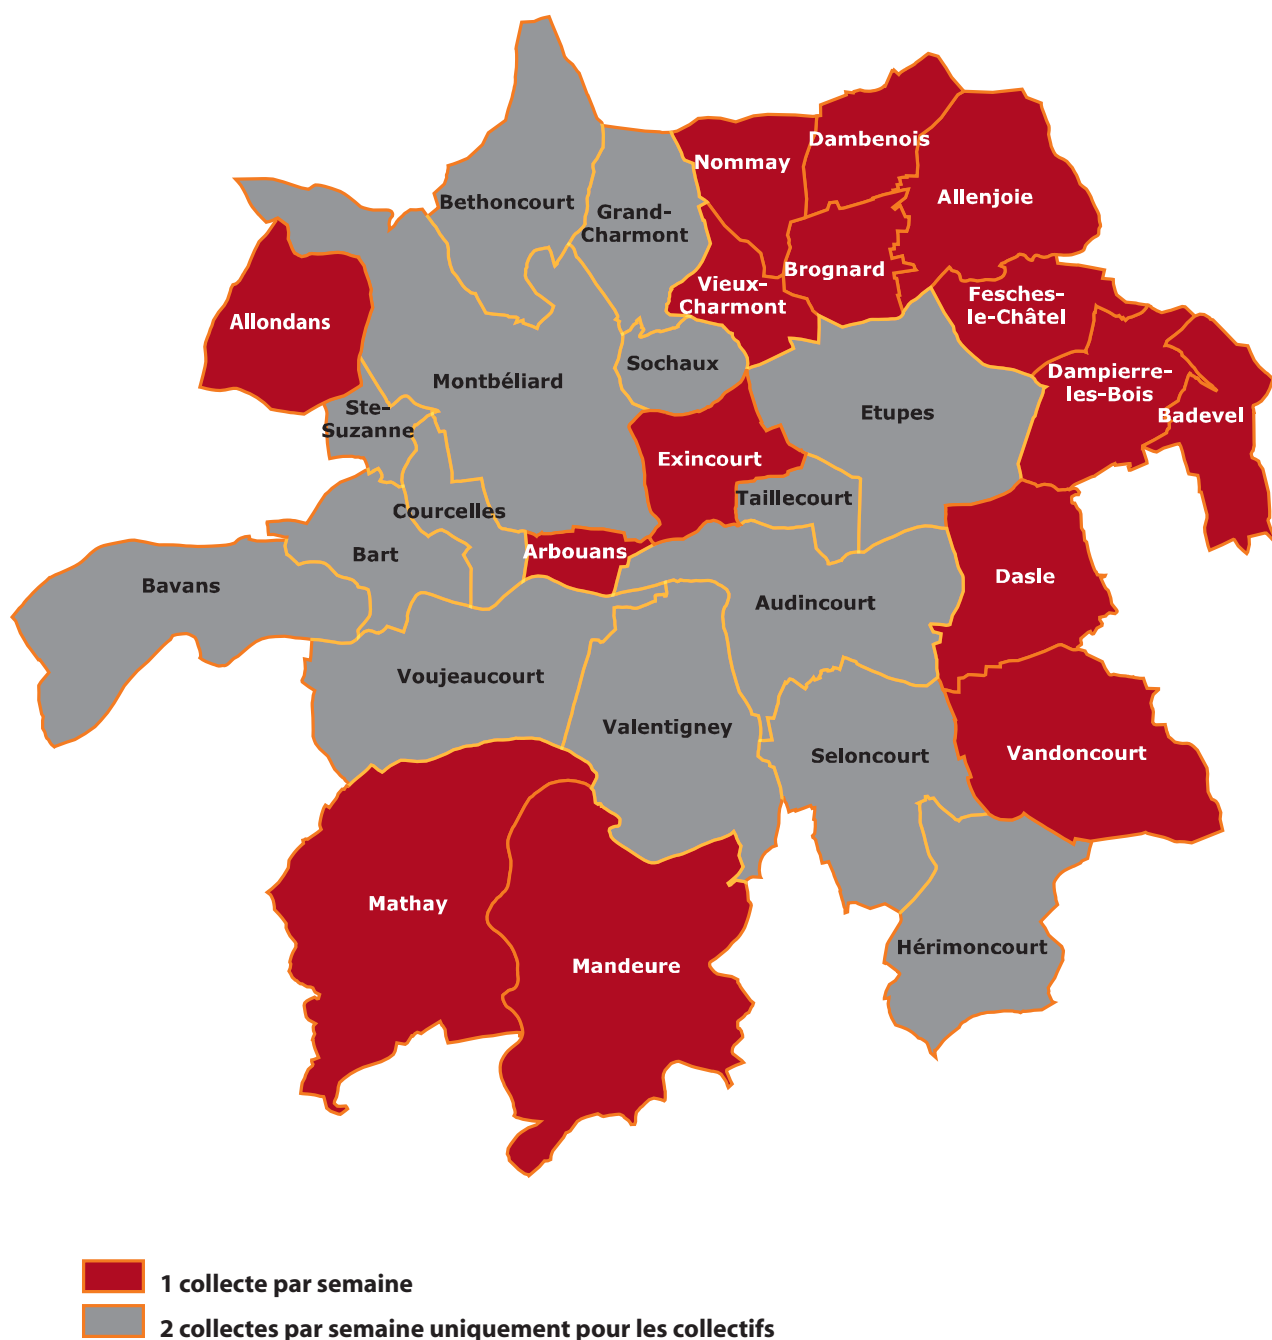 Dambenois
Nommay
Allenjoie
Bethoncourt
Grand-
Charmont
Brognard
Vieux-
Charmont
Fesches-
le-Châtel
Allondans
Sochaux
Montbéliard
Dampierre-
les-Bois
Ste-
Suzanne
Etupes
Badevel
Exincourt
Taillecourt
Courcelles
Arbouans
Bart
Dasle
Bavans
Audincourt
Voujeaucourt
Valentigney
Seloncourt
Vandoncourt
Mathay
Hérimoncourt
Mandeure
1 collecte par semaine
2 collectes par semaine uniquement pour les collectifs